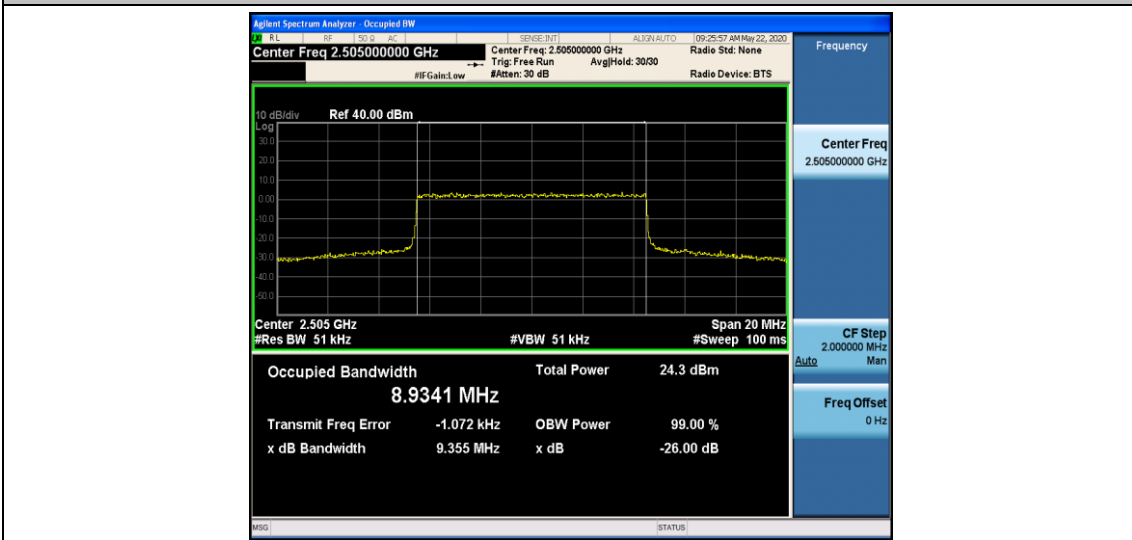 Agilent Spectrum Analyzer - Occupied BW
RL RF 50 Ω AC SENSE:INT ALIGN AUTO 09:25:57 AM May 22, 2020
Center Freq 2.505000000 GHz Center Freq: 2.505000000 GHz Radio Std: None
Trig: Free Run Avg|Hold: 30/30
#IFGain:Low #Atten: 30 dB Radio Device: BTS
Frequency
10 dB/div Ref 40.00 dBm
Log
30.0
20.0
10.0
0.00
-10.0
-20.0
-30.0
-40.0
-50.0
Center 2.505 GHz Span 20 MHz
#Res BW 51 kHz #VBW 51 kHz #Sweep 100 ms
Center Freq
2.505000000 GHz
CF Step
2.000000 MHz
Auto Man
Freq Offset
0 Hz
Occupied Bandwidth Total Power 24.3 dBm
8.9341 MHz
Transmit Freq Error -1.072 kHz OBW Power 99.00 %
x dB Bandwidth 9.355 MHz x dB -26.00 dB
MSG STATUS